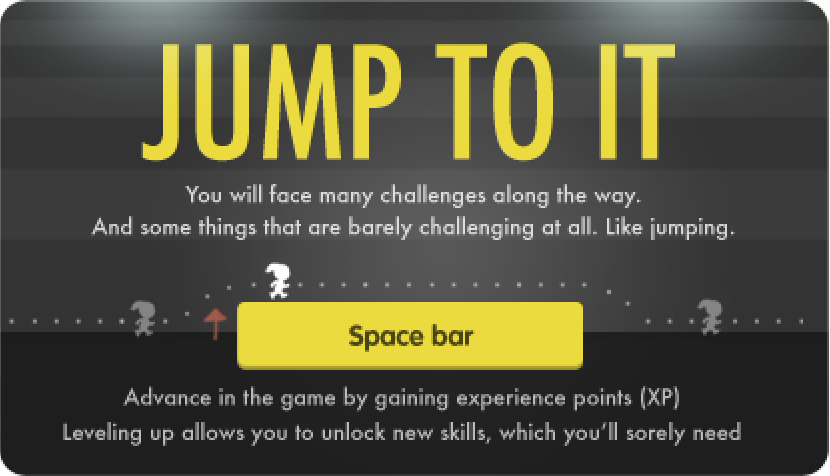 JUMP TO IT
You will face many challenges along the way.
And some things that are barely challenging at all. Like jumping.
Space bar
Advance in the game by gaining experience points (XP)
Leveling up allows you to unlock new skills, which you'll sorely need